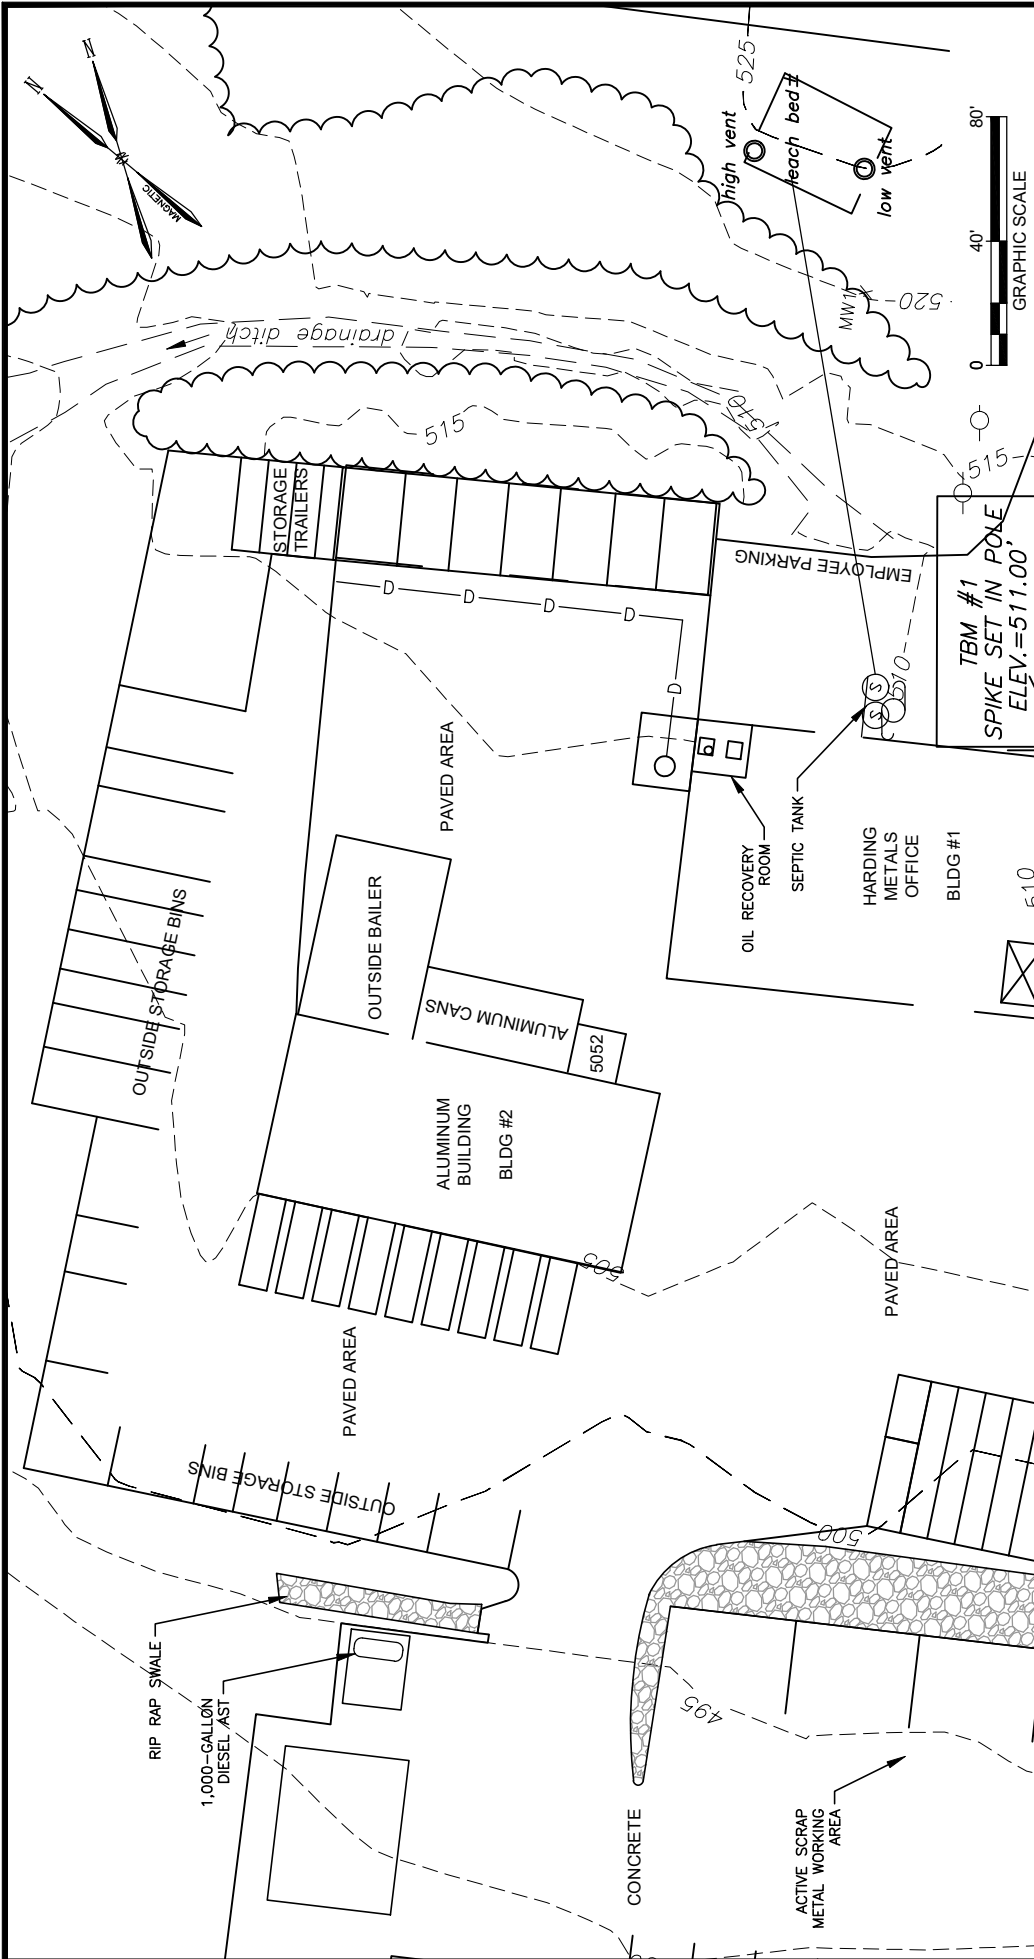 N
N
MAGNETIC
525
high vent
leach bed#
low vent
80'
40'
0
GRAPHIC SCALE
520
MW1
drainage ditch
515
510
515
STORAGE
TRAILERS
EMPLOYEE PARKING
D
D
D
D
D
TBM #1
SPIKE SET IN POLE
ELEV.=511.00'
S
S
510
PAVED AREA
OIL RECOVERY
ROOM
SEPTIC TANK
HARDING
METALS
OFFICE
BLDG #1
510
OUTSIDE STORAGE BINS
OUTSIDE BAILER
ALUMINUM CANS
5052
ALUMINUM
BUILDING
BLDG #2
505
PAVED AREA
PAVED AREA
OUTSIDE STORAGE BINS
500
RIP RAP SWALE
1,000-GALLON
DIESEL AST
495
CONCRETE
ACTIVE SCRAP
METAL WORKING
AREA